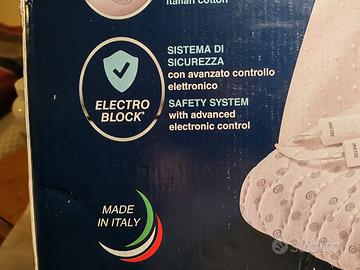 Italian cotton
SISTEMA DI
SICUREZZA
con avanzato controllo
elettronico
SAFETY SYSTEM
with advanced
electronic control
ELECTRO
BLOCK®
MADE
IN ITALY
IMETEC